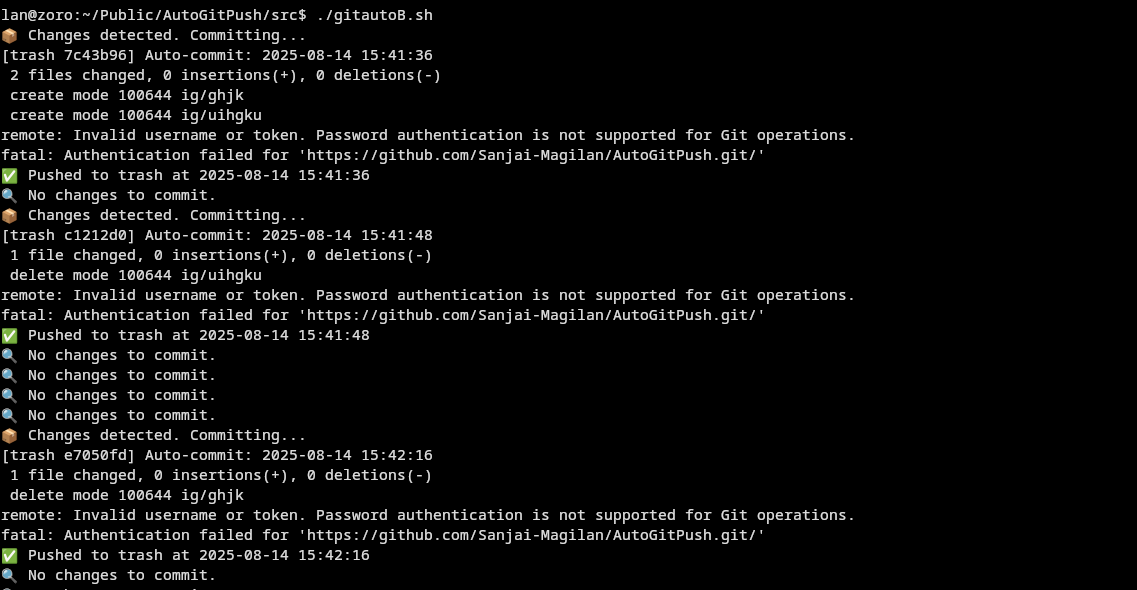 lan@zoro:~/Public/AutoGitPush/src$ ./gitautoB.sh
📦 Changes detected. Committing...
[trash 7c43b96] Auto-commit: 2025-08-14 15:41:36
 2 files changed, 0 insertions(+), 0 deletions(-)
 create mode 100644 ig/ghjk
 create mode 100644 ig/uihgku
remote: Invalid username or token. Password authentication is not supported for Git operations.
fatal: Authentication failed for 'https://github.com/Sanjai-Magilan/AutoGitPush.git/'
✅ Pushed to trash at 2025-08-14 15:41:36
🔍 No changes to commit.
📦 Changes detected. Committing...
[trash c1212d0] Auto-commit: 2025-08-14 15:41:48
 1 file changed, 0 insertions(+), 0 deletions(-)
 delete mode 100644 ig/uihgku
remote: Invalid username or token. Password authentication is not supported for Git operations.
fatal: Authentication failed for 'https://github.com/Sanjai-Magilan/AutoGitPush.git/'
✅ Pushed to trash at 2025-08-14 15:41:48
🔍 No changes to commit.
🔍 No changes to commit.
🔍 No changes to commit.
🔍 No changes to commit.
📦 Changes detected. Committing...
[trash e7050fd] Auto-commit: 2025-08-14 15:42:16
 1 file changed, 0 insertions(+), 0 deletions(-)
 delete mode 100644 ig/ghjk
remote: Invalid username or token. Password authentication is not supported for Git operations.
fatal: Authentication failed for 'https://github.com/Sanjai-Magilan/AutoGitPush.git/'
✅ Pushed to trash at 2025-08-14 15:42:16
🔍 No changes to commit.